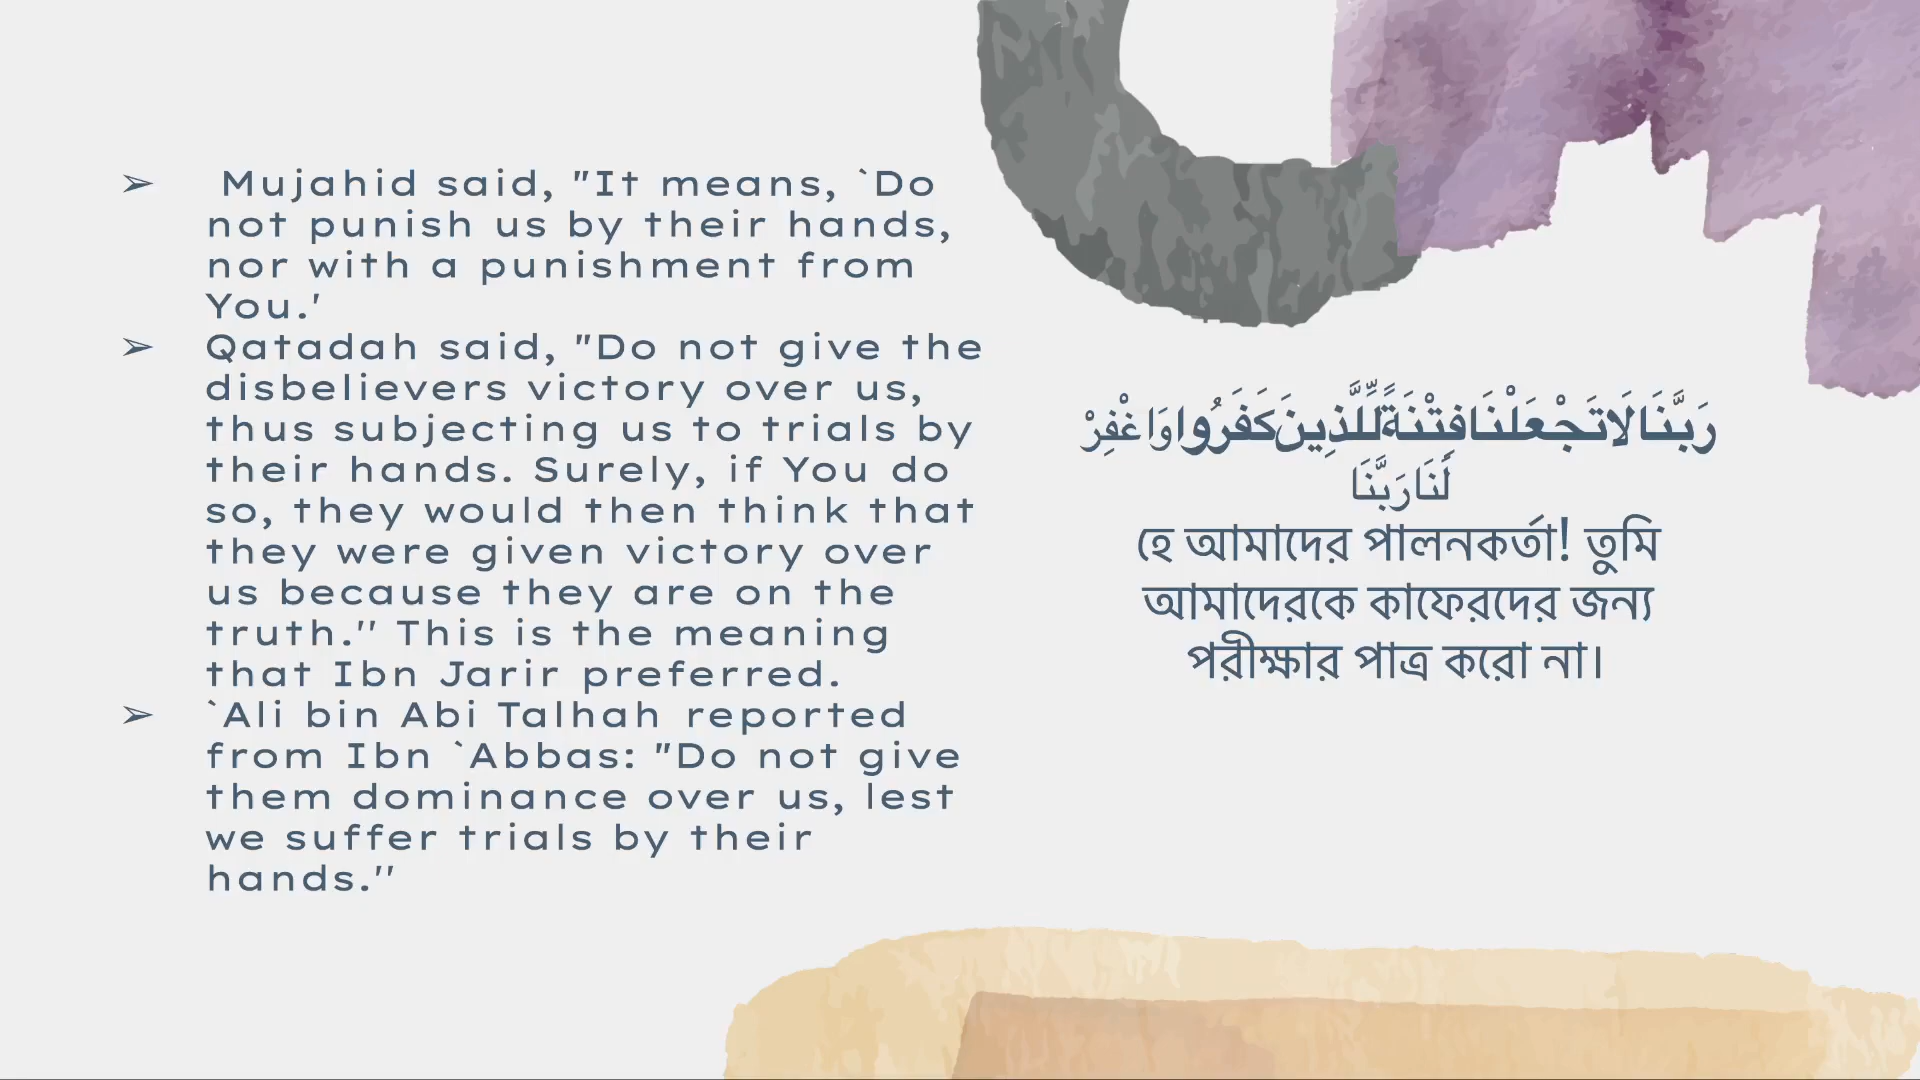 ➢ Mujahid said, "It means, `Do
not punish us by their hands,
nor with a punishment from
You.'
➢ Qatadah said, "Do not give the
disbelievers victory over us,
thus subjecting us to trials by
their hands. Surely, if You do
so, they would then think that
they were given victory over
us because they are on the
truth.'' This is the meaning
that Ibn Jarir preferred.
➢ `Ali bin Abi Talhah reported
from Ibn `Abbas: "Do not give
them dominance over us, lest
we suffer trials by their
hands.''
رَبَّنَا لَا تَجْعَلْنَا فِتْنَةً لِّلَّذِينَ كَفَرُوا وَاغْفِرْ
لَنَا رَبَّنَا
হে আমাদের পালনকর্তা! তুমি
আমাদেরকে কাফেরদের জন্য
পরীক্ষার পাত্র করো না।